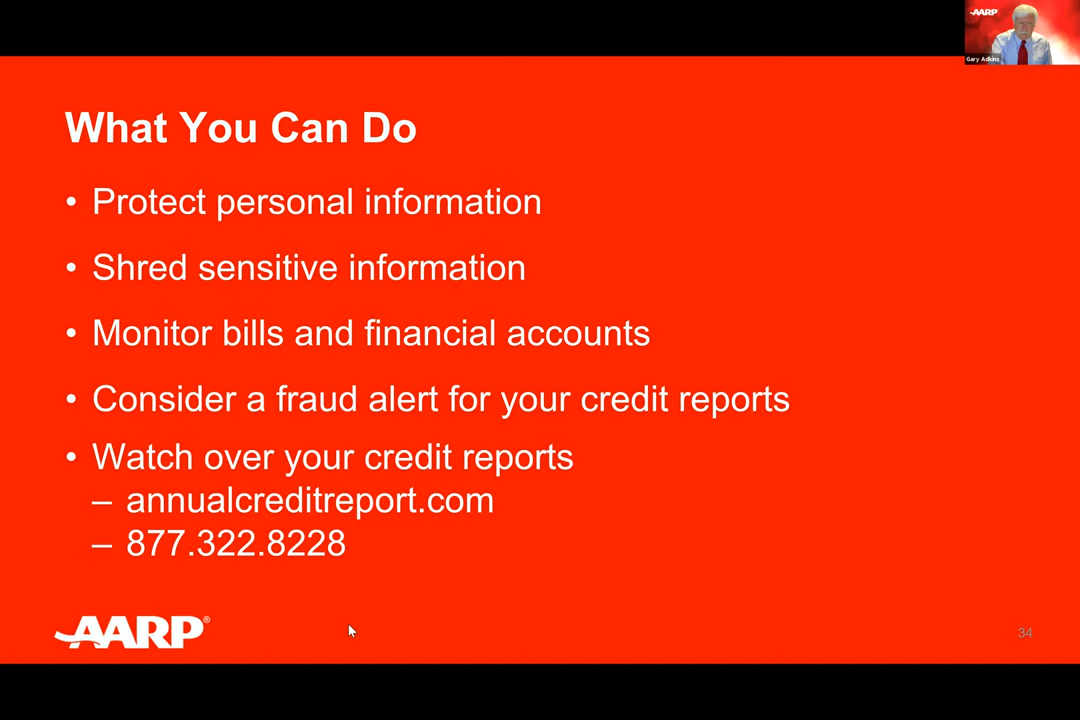 AARP
Gary Adkins
What You Can Do
• Protect personal information
• Shred sensitive information
• Monitor bills and financial accounts
• Consider a fraud alert for your credit reports
• Watch over your credit reports
– annualcreditreport.com
– 877.322.8228
AARP®
34